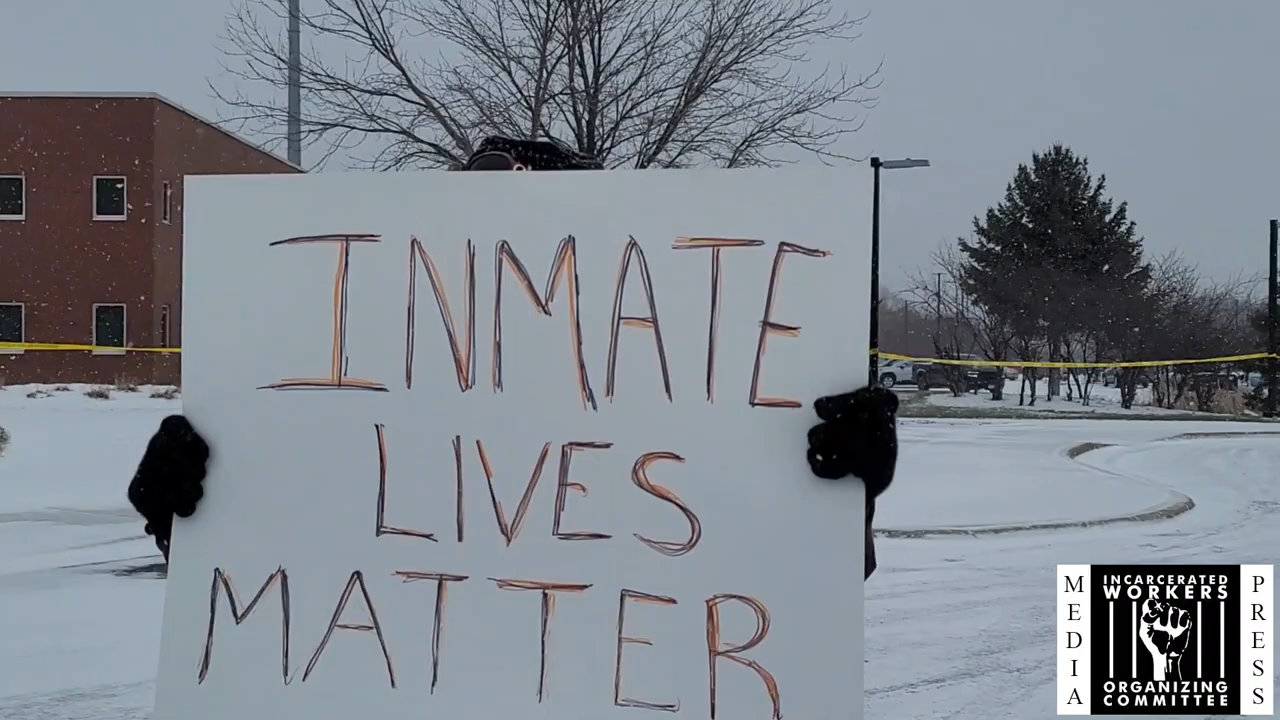 INMATE
LIVES
MATTER
MEDIA
INCARCERATED
WORKERS
ORGANIZING
COMMITTEE
PRESS